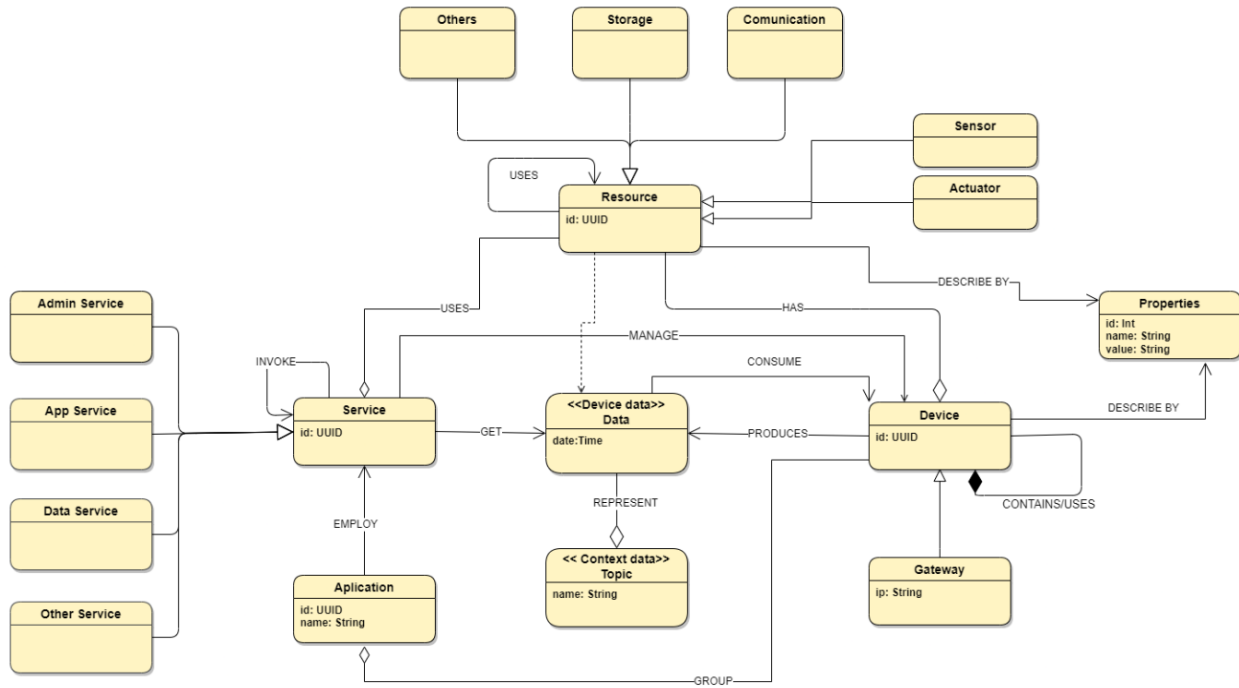 Others
Storage
Comunication
Sensor
Actuator
USES
Resource
id: UUID
DESCRIBE BY
Admin Service
USES
HAS
Properties
id: Int
name: String
value: String
MANAGE
INVOKE
CONSUME
App Service
Service
id: UUID
<<Device data>>
Data
date:Time
Device
id: UUID
DESCRIBE BY
GET
PRODUCES
Data Service
REPRESENT
CONTAINS/USES
EMPLOY
<< Context data>>
Topic
name: String
Gateway
ip: String
Aplication
id: UUID
name: String
Other Service
GROUP